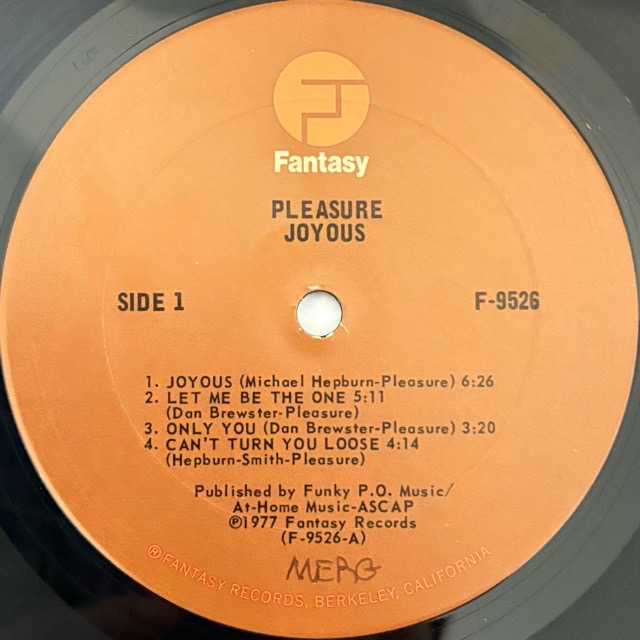 Fantasy
PLEASURE
JOYOUS
SIDE 1
F-9526
1. JOYOUS (Michael Hepburn-Pleasure) 6:26
2. LET ME BE THE ONE 5:11
(Dan Brewster-Pleasure)
3. ONLY YOU (Dan Brewster-Pleasure) 3:20
4. CAN'T TURN YOU LOOSE 4:14
(Hepburn-Smith-Pleasure)
Published by Funky P.O. Music/
At-Home Music-ASCAP
℗1977 Fantasy Records
(F-9526-A)
MERG
®FANTASY RECORDS, BERKELEY, CALIFORNIA